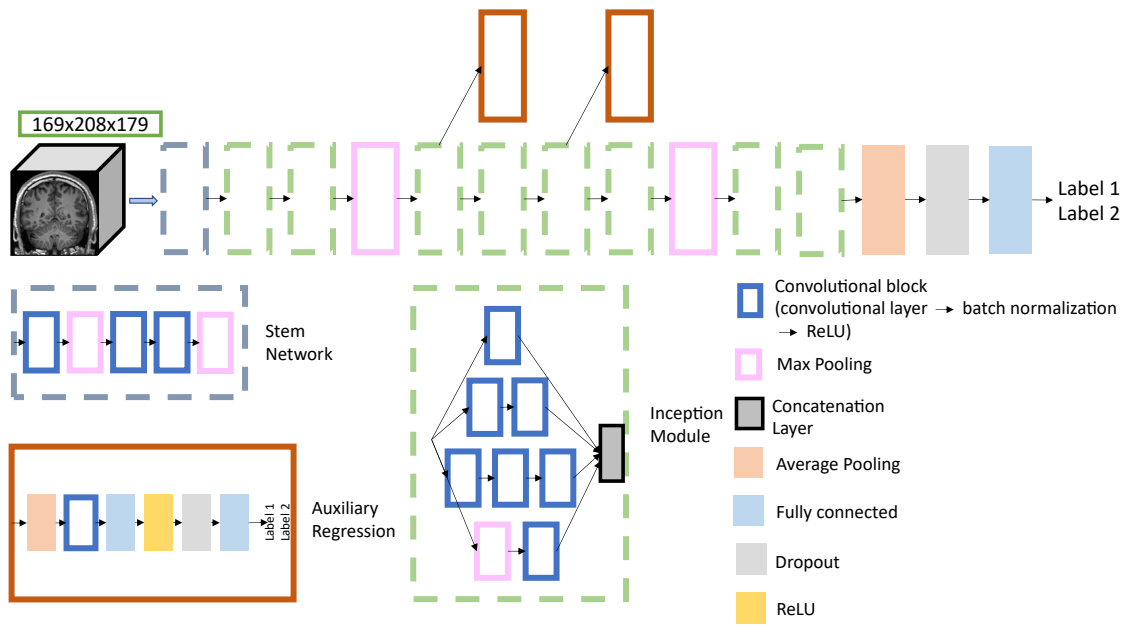 169x208x179
Label 1
Label 2
Stem
Network
Inception
Module
Auxiliary
Regression
Label 1
Label 2
Convolutional block
(convolutional layer → batch normalization
→ ReLU)
Max Pooling
Concatenation
Layer
Average Pooling
Fully connected
Dropout
ReLU